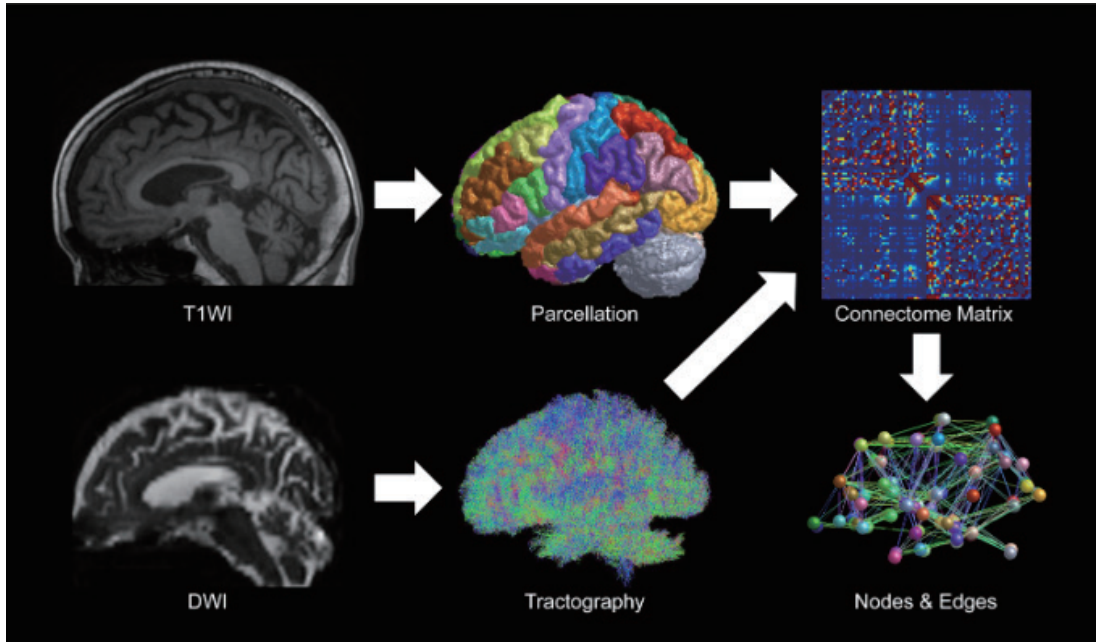 T1WI
Parcellation
Connectome Matrix
DWI
Tractography
Nodes & Edges